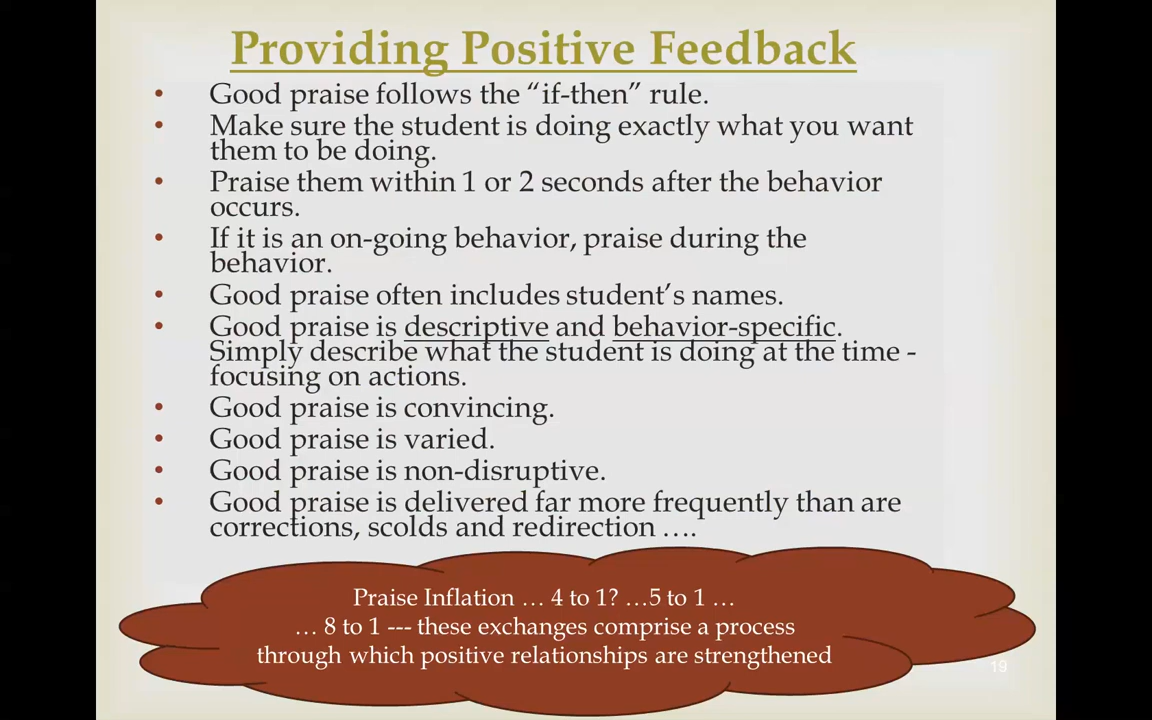 Providing Positive Feedback
• Good praise follows the “if-then” rule.
• Make sure the student is doing exactly what you want
them to be doing.
• Praise them within 1 or 2 seconds after the behavior
occurs.
• If it is an on-going behavior, praise during the
behavior.
• Good praise often includes student’s names.
• Good praise is descriptive and behavior-specific.
Simply describe what the student is doing at the time -
focusing on actions.
• Good praise is convincing.
• Good praise is varied.
• Good praise is non-disruptive.
• Good praise is delivered far more frequently than are
corrections, scolds and redirection ….
Praise Inflation … 4 to 1? …5 to 1 …
… 8 to 1 --- these exchanges comprise a process
through which positive relationships are strengthened
19